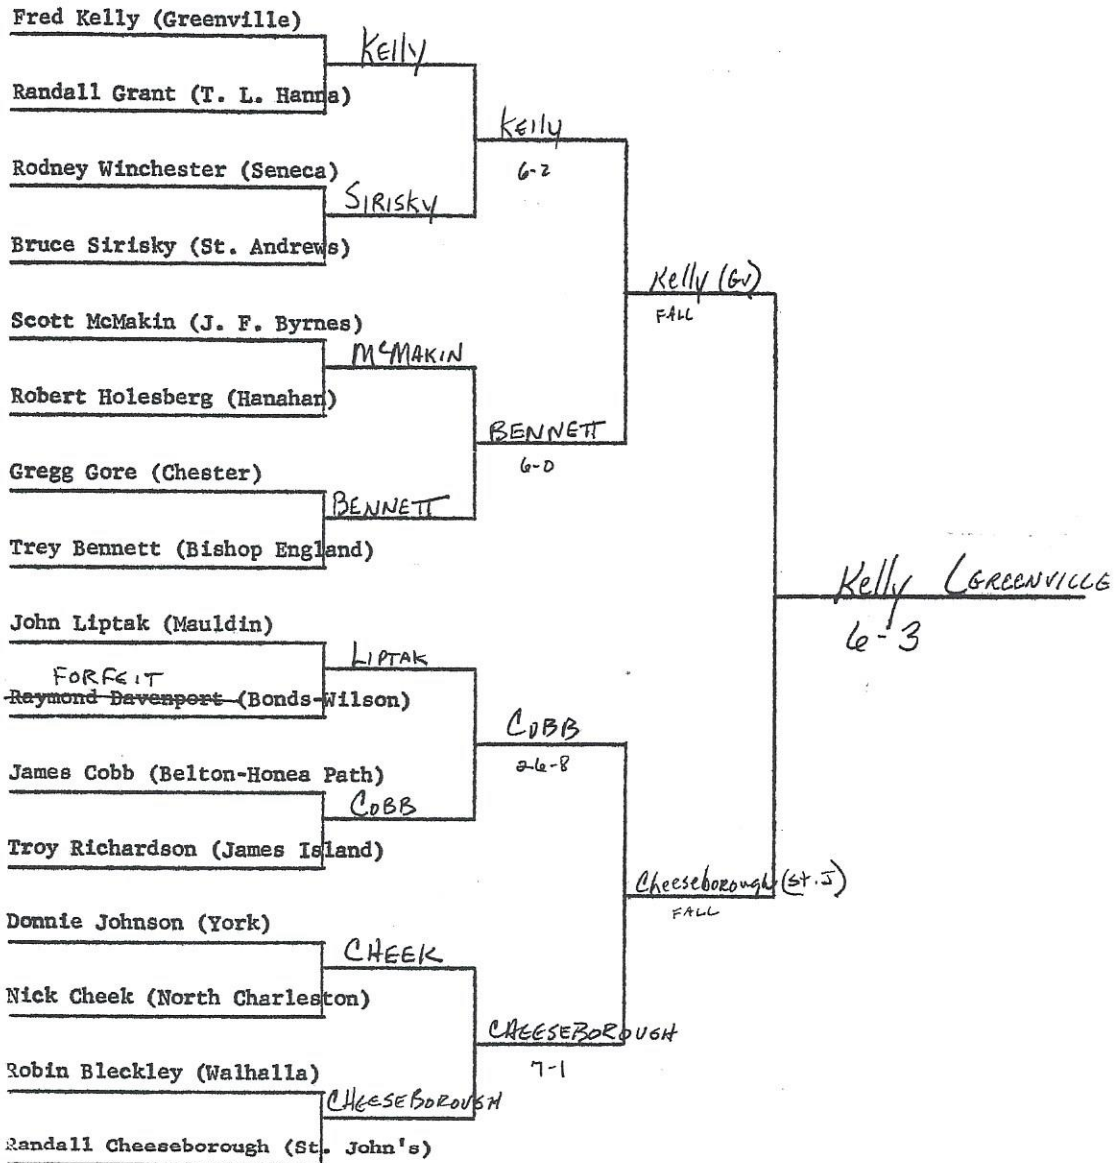 Fred Kelly (Greenville)
Kelly
Randall Grant (T. L. Hanna)
Kelly
6-2
Rodney Winchester (Seneca)
Sirisky
Bruce Sirisky (St. Andrews)
Kelly (GV)
FALL
Scott McMakin (J. F. Byrnes)
McMAKIN
Robert Holesberg (Hanahan)
BENNETT
6-0
Gregg Gore (Chester)
BENNETT
Trey Bennett (Bishop England)
Kelly (GREENVILLE
6-3
John Liptak (Mauldin)
LIPTAK
FORFEIT
Raymond Davenport (Bonds-Wilson)
COBB
26-8
James Cobb (Belton-Honea Path)
COBB
Troy Richardson (James Island)
Cheeseborough (St. J)
FALL
Donnie Johnson (York)
CHEEK
Nick Cheek (North Charleston)
CHEESEBOROUGH
7-1
Robin Bleckley (Walhalla)
CHEESEBOROUGH
Randall Cheeseborough (St. John's)